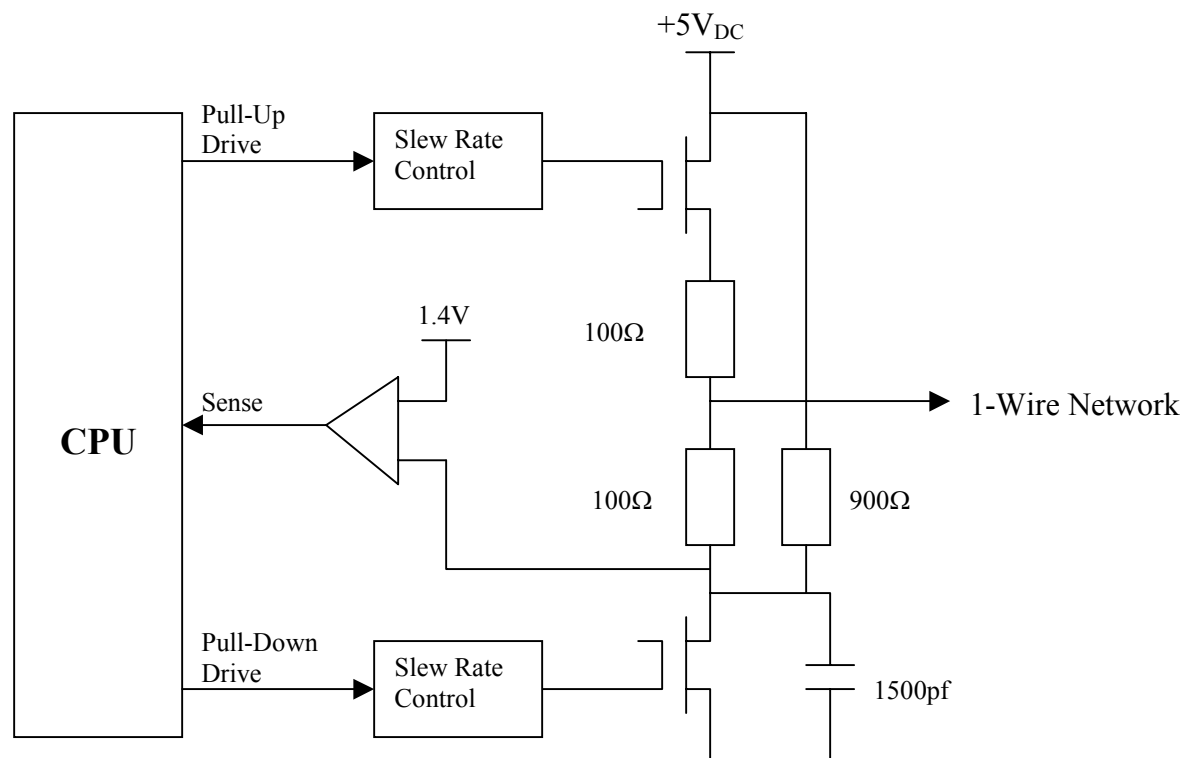 +5VDC
Pull-Up
Drive
Slew Rate
Control
1.4V
100Ω
Sense
1-Wire Network
CPU
100Ω
900Ω
Pull-Down
Drive
Slew Rate
Control
1500pf